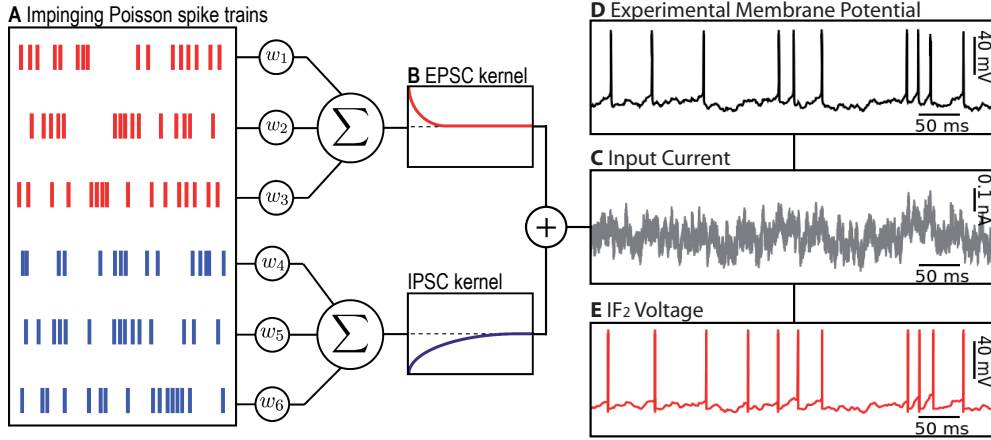 A Impinging Poisson spike trains
w1
w2
w3
w4
w5
w6
Σ
Σ
B EPSC kernel
IPSC kernel
+
D Experimental Membrane Potential
40 mV
50 ms
C Input Current
0.1 nA
50 ms
E IF2 Voltage
40 mV
50 ms